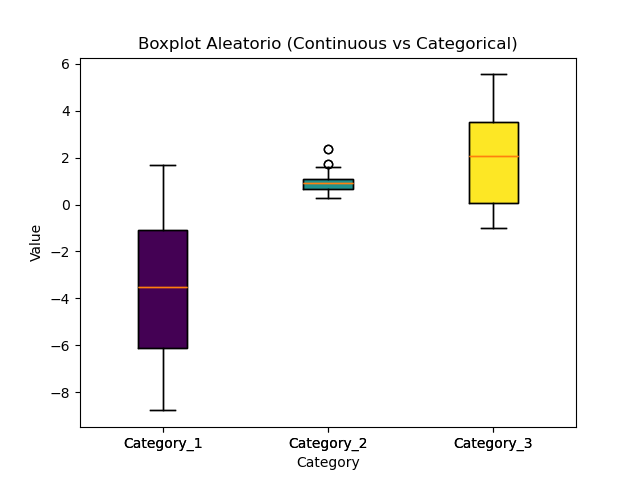 Boxplot Aleatorio (Continuous vs Categorical)
6
4
2
0
−2
−4
−6
−8
Value
Category_1 Category_2 Category_3
Category